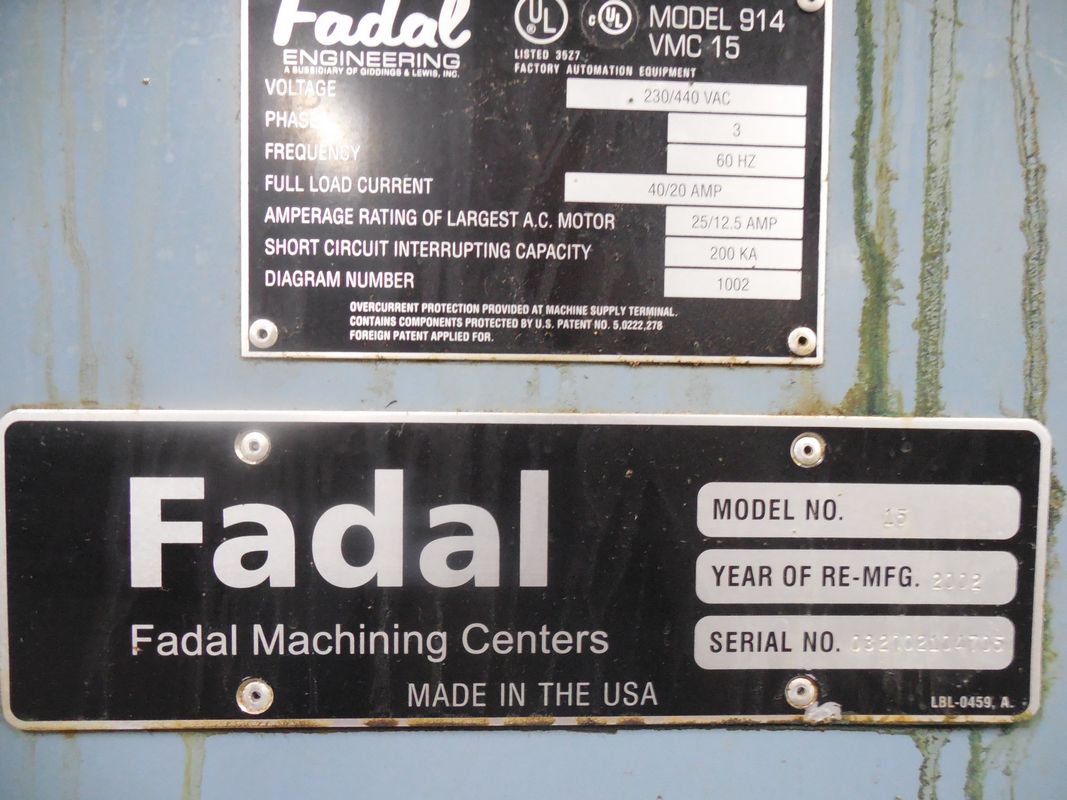 Fadal
ENGINEERING
A SUBSIDIARY OF GIDDINGS & LEWIS, INC.
UL
LISTED 35Z7
c UL
MODEL 914
VMC 15
FACTORY AUTOMATION EQUIPMENT
VOLTAGE 230/440 VAC
PHASE 3
FREQUENCY 60 HZ
FULL LOAD CURRENT 40/20 AMP
AMPERAGE RATING OF LARGEST A.C. MOTOR 25/12.5 AMP
SHORT CIRCUIT INTERRUPTING CAPACITY 200 KA
DIAGRAM NUMBER 1002
OVERCURRENT PROTECTION PROVIDED AT MACHINE SUPPLY TERMINAL.
CONTAINS COMPONENTS PROTECTED BY U.S. PATENT NO. 5,0222,278
FOREIGN PATENT APPLIED FOR.
Fadal
Fadal Machining Centers
MADE IN THE USA
MODEL NO. 15
YEAR OF RE-MFG. 2002
SERIAL NO.
LBL-0459, A.